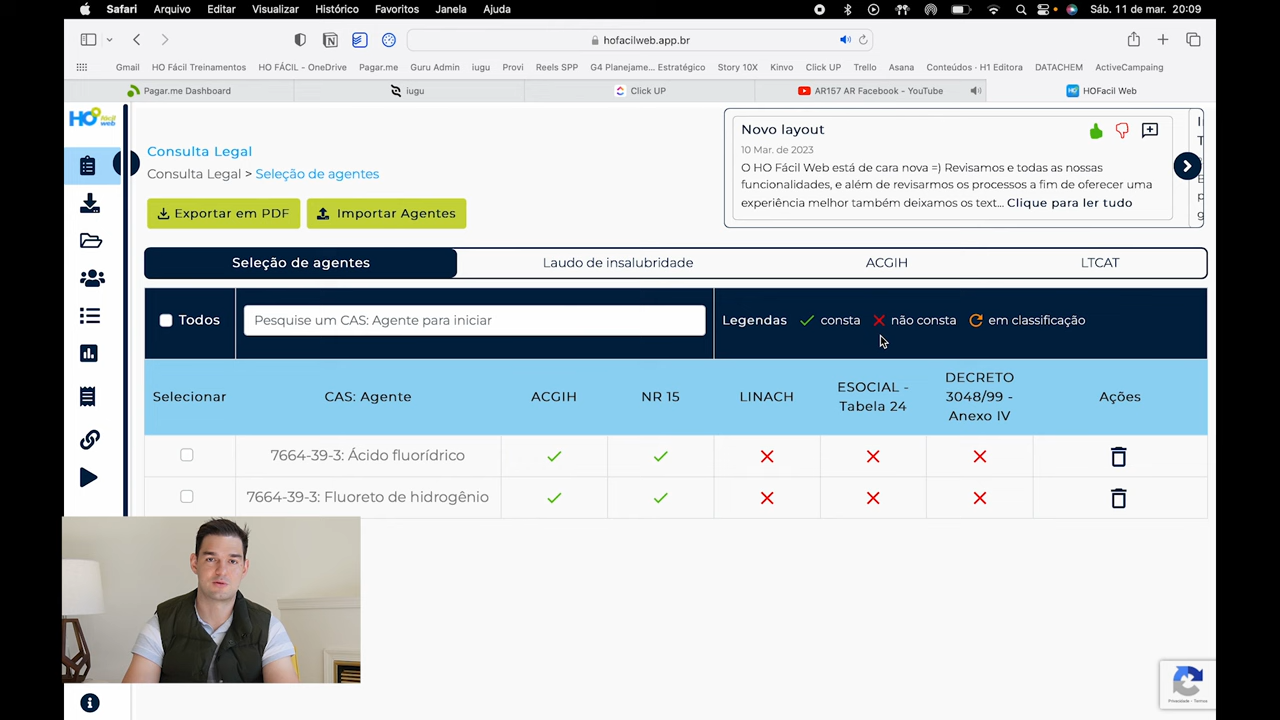 Safari Arquivo Editar Visualizar Histórico Favoritos Janela Ajuda Sáb. 11 de mar. 20:09
hofacilweb.app.br
Gmail HO Fácil Treinamentos HO FÁCIL - OneDrive Pagar.me Guru Admin iugu Provi Reels SPP G4 Planejame... Estratégico Story 10X Kinvo Click UP Trello Asana Conteúdos · H1 Editora DATACHEM ActiveCampaing
Pagar.me Dashboard iugu Click UP AR157 AR Facebook - YouTube HOFacil Web
HO fácil web
Consulta Legal
Consulta Legal > Seleção de agentes
Exportar em PDF Importar Agentes
Novo layout
10 Mar. de 2023
O HO Fácil Web está de cara nova =) Revisamos e todas as nossas
funcionalidades, e além de revisarmos os processos a fim de oferecer uma
experiência melhor também deixamos os text... Clique para ler tudo
Seleção de agentes Laudo de insalubridade ACGIH LTCAT
Todos Pesquise um CAS: Agente para iniciar Legendas consta não consta em classificação
Selecionar CAS: Agente ACGIH NR 15 LINACH ESOCIAL -
Tabela 24 DECRETO
3048/99 -
Anexo IV Ações
7664-39-3: Ácido fluorídrico
7664-39-3: Fluoreto de hidrogênio
Privacidade - Termos